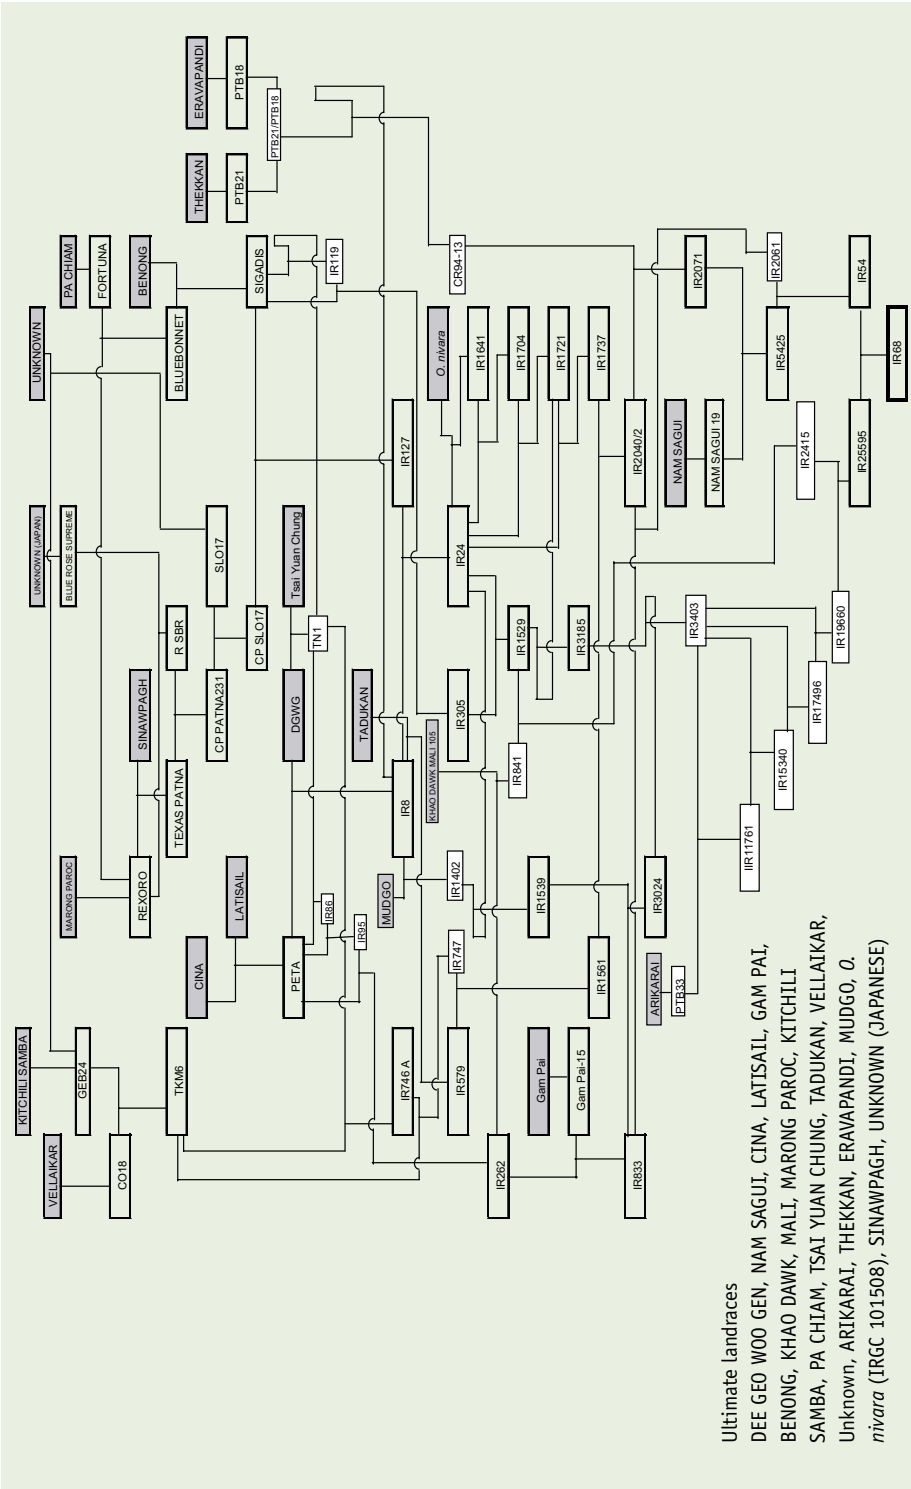 KITCHILI SAMBA
UNKNOWN (JAPAN)
UNKNOWN
VELLAIKAR
MARONG PAROC
BLUE ROSE SUPREME
PA CHIAM
GEB24
FORTUNA
CO18
REXORO
SINAWPAGH
BENONG
TKM6
TEXAS PATNA
R SBR
BLUEBONNET
CINA
THEKKAN
ERAVAPANDI
CP PATNA231
SLO17
LATISAIL
PTB21
PTB18
CP SLO17
SIGADIS
PTB21/PTB18
PETA
DGWG
Tsai Yuan Chung
TN1
IR86
IR119
IR95
TADUKAN
MUDGO
IR746 A
IR8
IR127
KHAO DAWK MALI 105
O. nivara
IR579
IR747
IR1402
IR305
IR24
CR94-13
IR1641
IR262
IR841
IR1529
IR1704
Gam Pai
IR1539
IR1721
Gam Pai-15
IR3185
IR1561
IR1737
IR833
IR2040/2
ARIKARAI
IR3024
NAM SAGUI
PTB33
IR3403
IR2071
NAM SAGUI 19
IIR11761
IR15340
IR5425
IR2061
IR17496
IR2415
IR19660
IR25595
IR54
IR68
Ultimate landraces
DEE GEO WOO GEN, NAM SAGUI, CINA, LATISAIL, GAM PAI,
BENONG, KHAO DAWK, MALI, MARONG PAROC, KITCHILI
SAMBA, PA CHIAM, TSAI YUAN CHUNG, TADUKAN, VELLAIKAR,
Unknown, ARIKARAI, THEKKAN, ERAVAPANDI, MUDGO, O.
nivara (IRGC 101508), SINAWPAGH, UNKNOWN (JAPANESE)